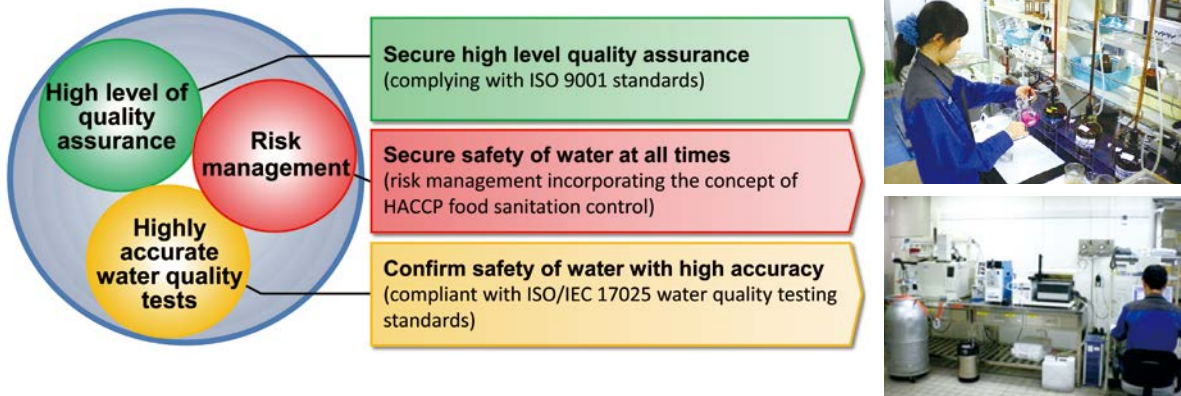 High level of
quality
assurance
Risk
management
Highly
accurate
water quality
tests
Secure high level quality assurance
(complying with ISO 9001 standards)
Secure safety of water at all times
(risk management incorporating the concept of
HACCP food sanitation control)
Confirm safety of water with high accuracy
(compliant with ISO/IEC 17025 water quality testing
standards)